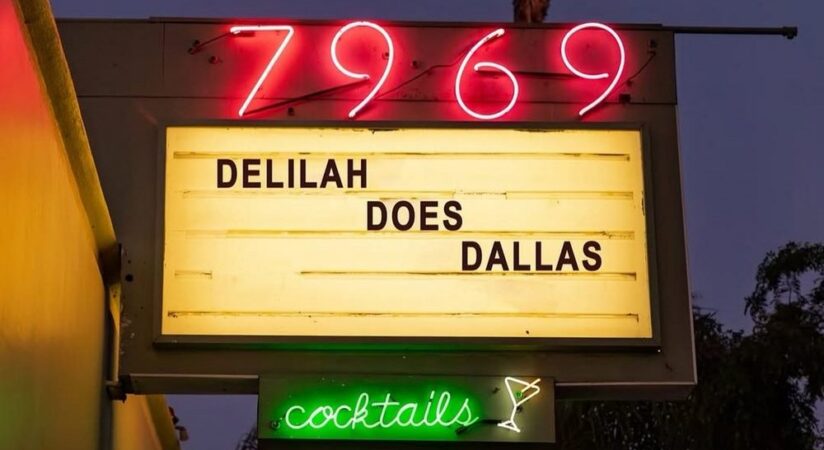 7969
DELILAH
DOES
DALLAS
cocktails